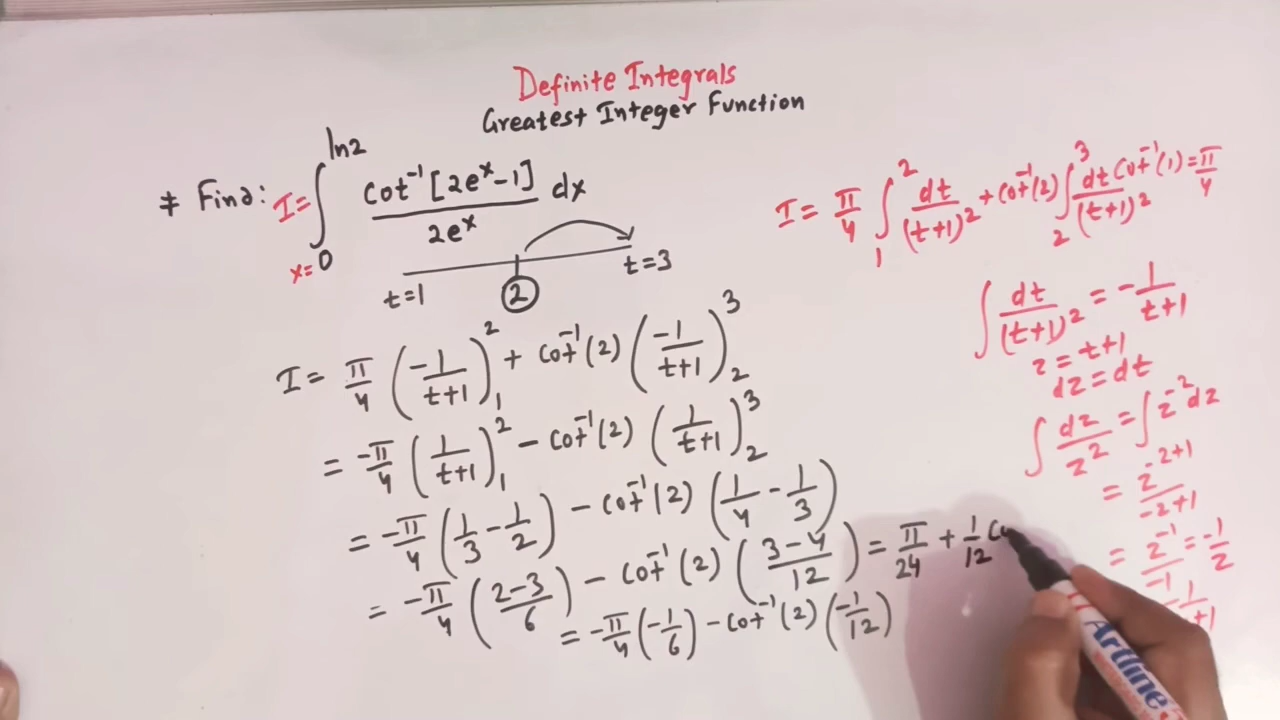 Definite Integrals
Greatest Integer Function
# Find: I= ∫₀^ln2 cot⁻¹[2eˣ-1]/2eˣ dx
x=0
t=1 2 t=3
I = π/4 (-1/(t+1))₁² + cot⁻¹(2) (-1/(t+1))₂³
= -π/4 (1/(t+1))₁² - cot⁻¹(2) (1/(t+1))₂³
= -π/4 (1/3 - 1/2) - cot⁻¹(2) (1/4 - 1/3)
= -π/4 ((2-3)/6) - cot⁻¹(2) ((3-4)/12) = π/24 + 1/12
= -π/4 (-1/6) - cot⁻¹(2) (-1/12)
I = π/4 ∫₁² dt/(t+1)² + cot⁻¹(2) ∫₂³ dt/(t+1)²
cot⁻¹(1) = π/4
∫ dt/(t+1)² = -1/(t+1)
z = t+1
dz = dt
∫ dz/z² = ∫ z⁻² dz
= z⁻²⁺¹/-2+1
= z⁻¹/-1 = -1/z
Artline